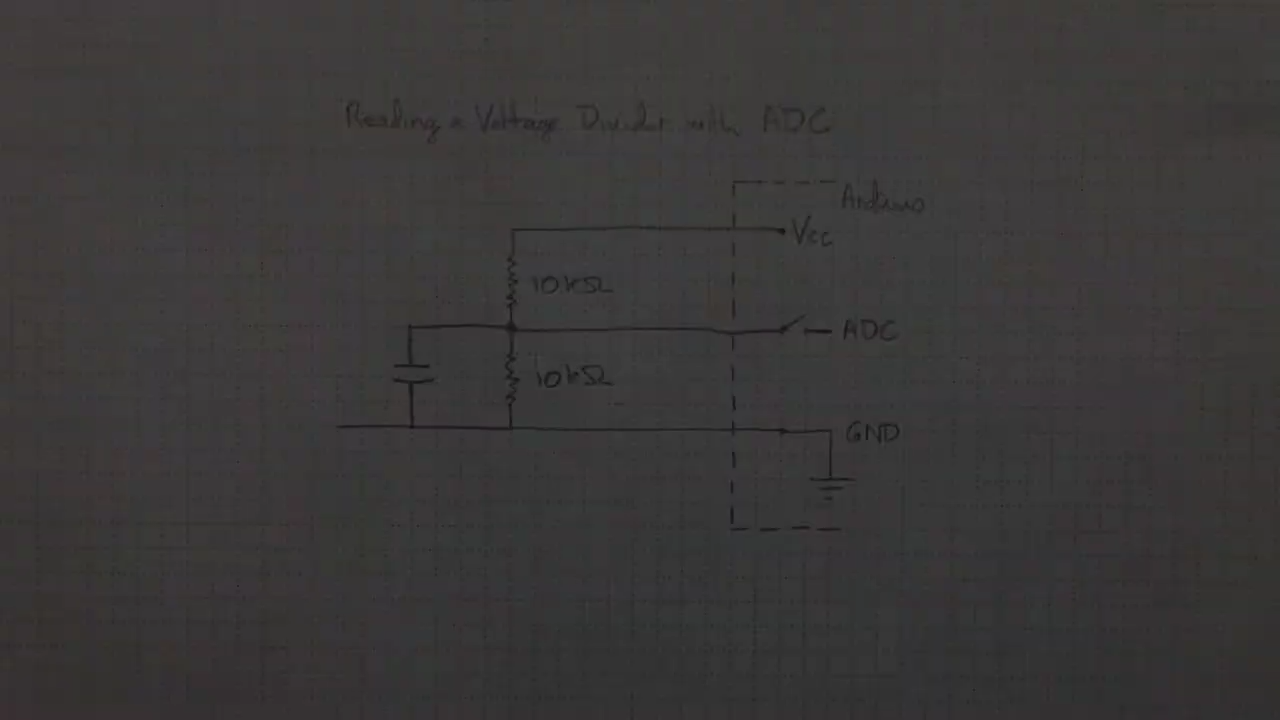 Reading a Voltage Divider with ADC
Arduino
Vcc
10kΩ
ADC
10kΩ
GND